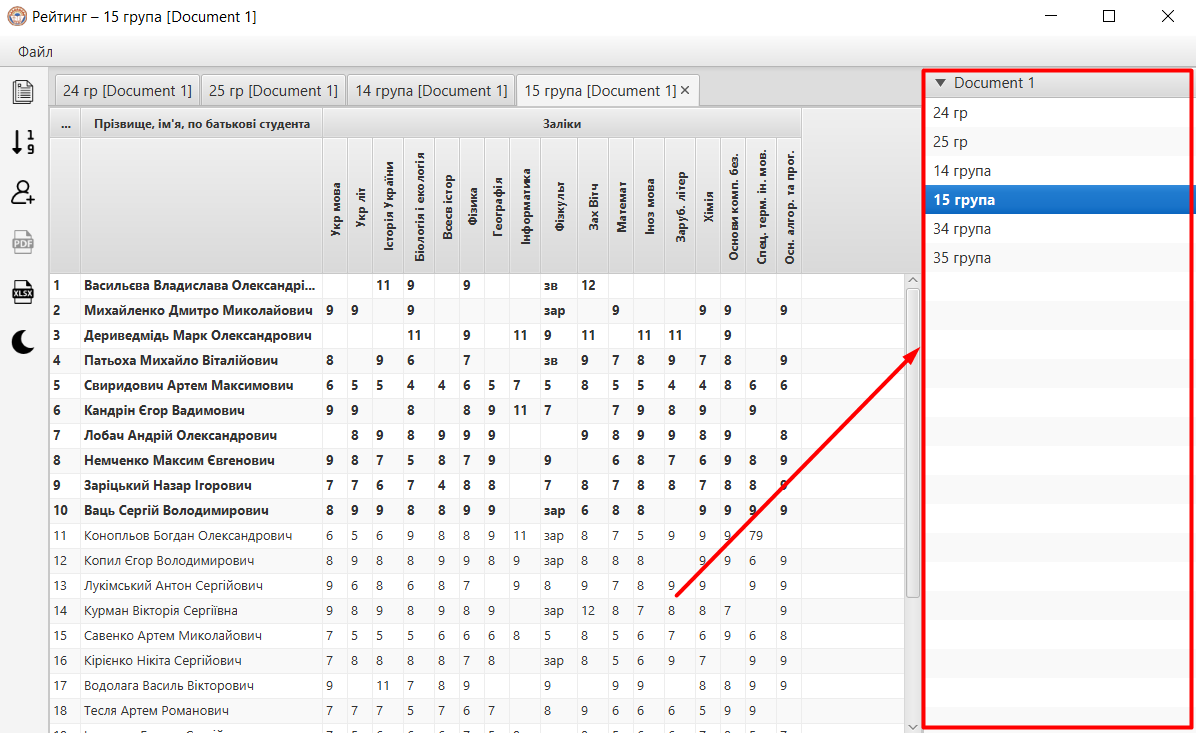 Рейтинг – 15 група [Document 1]
Файл
24 гр [Document 1] 25 гр [Document 1] 14 група [Document 1] 15 група [Document 1] ✕
Document 1
24 гр
25 гр
14 група
15 група
34 група
35 група
1 9
PDF
XLSX
... Прізвище, ім'я, по батькові студента Заліки
Укр мова Укр літ Історія України Біологія і екологія Всесв істор Фізика Географія Інформатика Фізкульт Зах Вітч Математ Іноз мова Заруб. літер Хімія Основи комп. без. Спец. терм. ін. мов. Осн. алгор. та прог.
1 Васильєва Владислава Олександрі... 11 9 9 зв 12
2 Михайленко Дмитро Миколайович 9 9 9 зар 9 9 9 9
3 Дериведмідь Марк Олександрович 11 9 11 9 11 11 11 9
4 Патьоха Михайло Віталійович 8 9 6 7 зв 9 7 8 9 7 8 9
5 Свиридович Артем Максимович 6 5 5 4 4 6 5 7 5 8 5 5 4 4 8 6 6
6 Кандрін Єгор Вадимович 9 9 8 8 9 11 7 7 9 8 9 9
7 Лобач Андрій Олександрович 8 9 8 9 9 9 9 8 9 9 8 9 8
8 Немченко Максим Євгенович 9 8 7 5 8 7 9 9 6 8 7 6 9 8 9
9 Заріцький Назар Ігорович 7 7 6 7 4 8 8 7 8 7 8 8 7 8 8 9
10 Ваць Сергій Володимирович 8 9 9 8 8 9 9 зар 6 8 8 9 9 9 9
11 Конопльов Богдан Олександрович 6 5 6 9 8 8 9 11 зар 8 7 5 9 9 9 79
12 Копил Єгор Володимирович 8 9 8 8 9 9 8 9 зар 8 8 8 9 9 6 9
13 Лукімський Антон Сергійович 9 6 8 6 8 7 9 8 9 7 8 9 9 9 9
14 Курман Вікторія Сергіївна 9 8 9 8 9 8 9 зар 12 8 7 8 8 7 9
15 Савенко Артем Миколайович 7 5 5 5 6 6 6 8 5 8 5 6 7 6 9 6 8
16 Кірієнко Нікіта Сергійович 7 8 8 8 8 7 8 зар 8 5 6 9 7 9 9
17 Водолага Василь Вікторович 9 11 7 8 9 9 9 9 8 8 9 9
18 Тесля Артем Романович 7 7 7 5 7 6 7 8 9 6 6 6 5 9 9